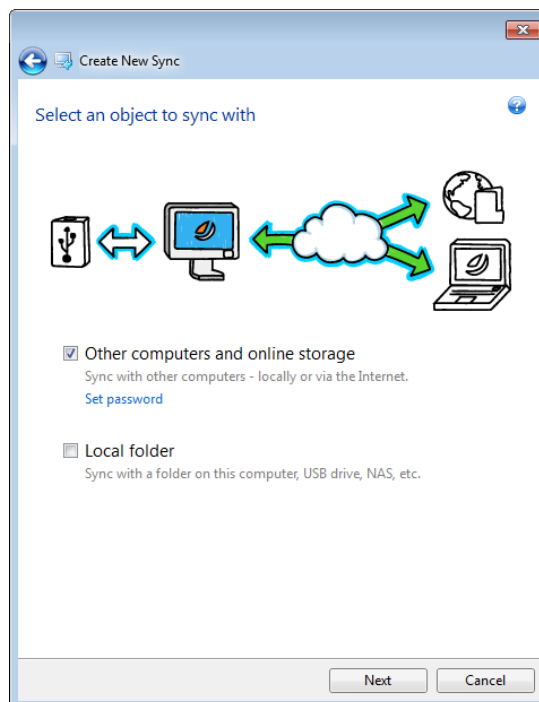 Create New Sync
Select an object to sync with
Other computers and online storage
Sync with other computers - locally or via the Internet.
Set password
Local folder
Sync with a folder on this computer, USB drive, NAS, etc.
Next
Cancel